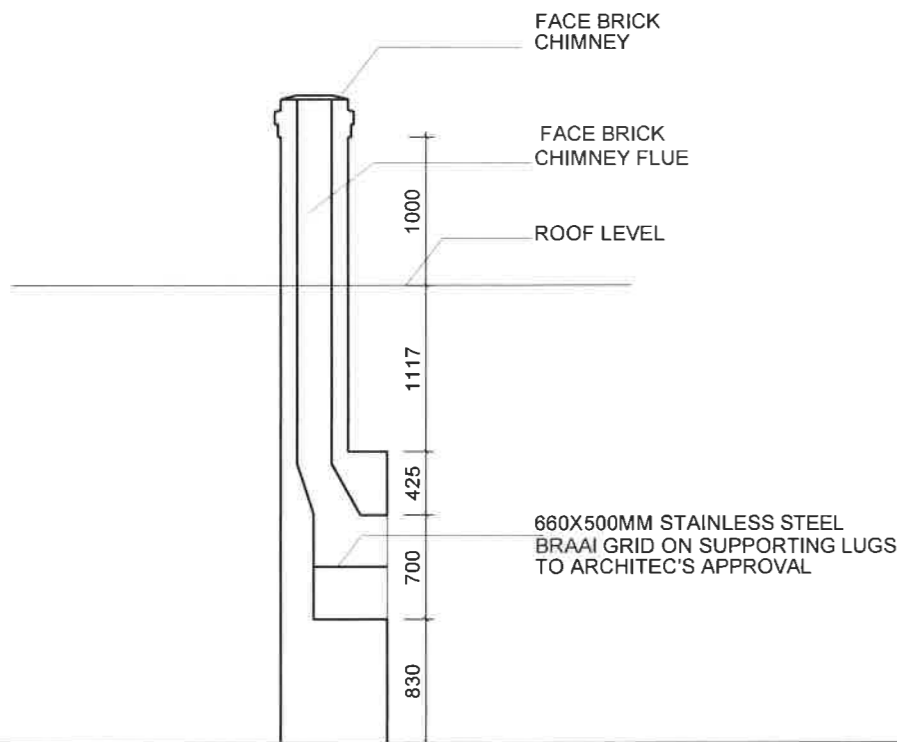 FACE BRICK
CHIMNEY
FACE BRICK
CHIMNEY FLUE
1000
ROOF LEVEL
1117
425
660X500MM STAINLESS STEEL
BRAAI GRID ON SUPPORTING LUGS
TO ARCHITEC'S APPROVAL
700
830